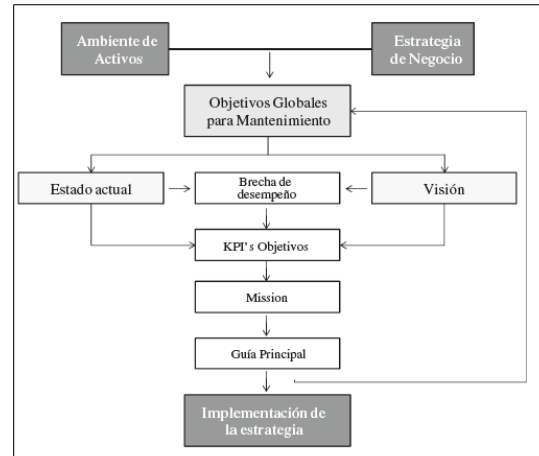 Ambiente de
Activos
Estrategia
de Negocio
Objetivos Globales
para Mantenimiento
Estado actual
Brecha de
desempeño
Visión
KPI's Objetivos
Mission
Guía Principal
Implementación de
la estrategia